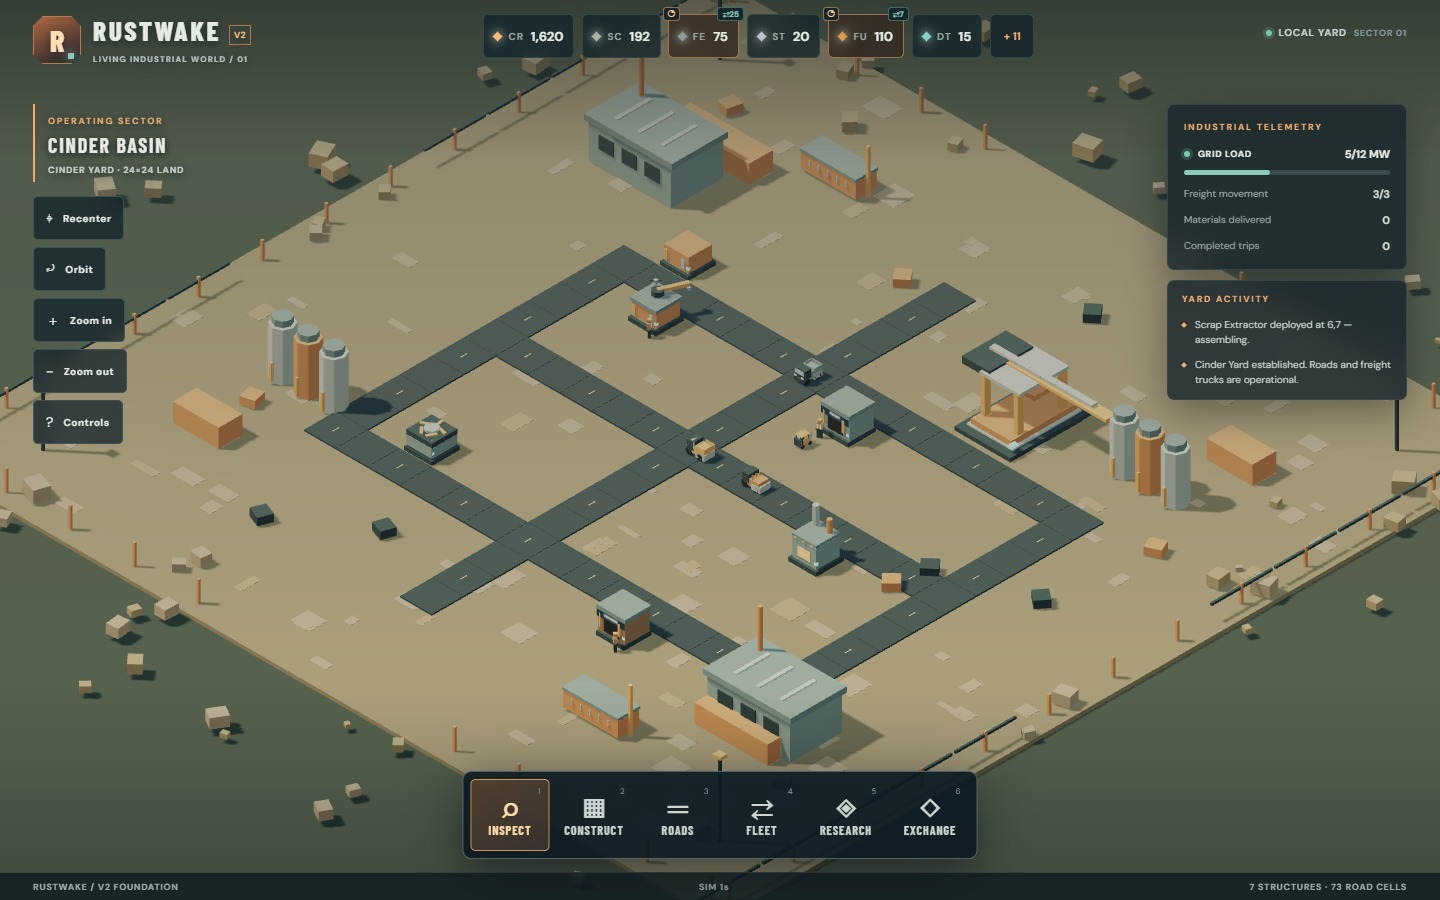 R RUSTWAKE V2
LIVING INDUSTRIAL WORLD / 01
CR 1,620
SC 192
FE 75
⇄25
ST 20
FU 110
⇄7
DT 15
+11
LOCAL YARD SECTOR 01
OPERATING SECTOR
CINDER BASIN
CINDER YARD · 24×24 LAND
Recenter
Orbit
+ Zoom in
− Zoom out
? Controls
INDUSTRIAL TELEMETRY
GRID LOAD 5/12 MW
Freight movement 3/3
Materials delivered 0
Completed trips 0
YARD ACTIVITY
Scrap Extractor deployed at 6,7 —
assembling.
Cinder Yard established. Roads and freight
trucks are operational.
1
INSPECT
2
CONSTRUCT
3
ROADS
4
FLEET
5
RESEARCH
6
EXCHANGE
RUSTWAKE / V2 FOUNDATION
SIM 1s
7 STRUCTURES · 73 ROAD CELLS